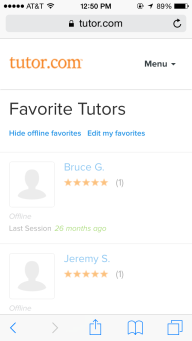 AT&T 12:50 PM 89%
tutor.com
tutor.com Menu
Favorite Tutors
Hide offline favorites Edit my favorites
Bruce G.
(1)
Offline
Last Session 26 months ago
Jeremy S.
(1)
Offline